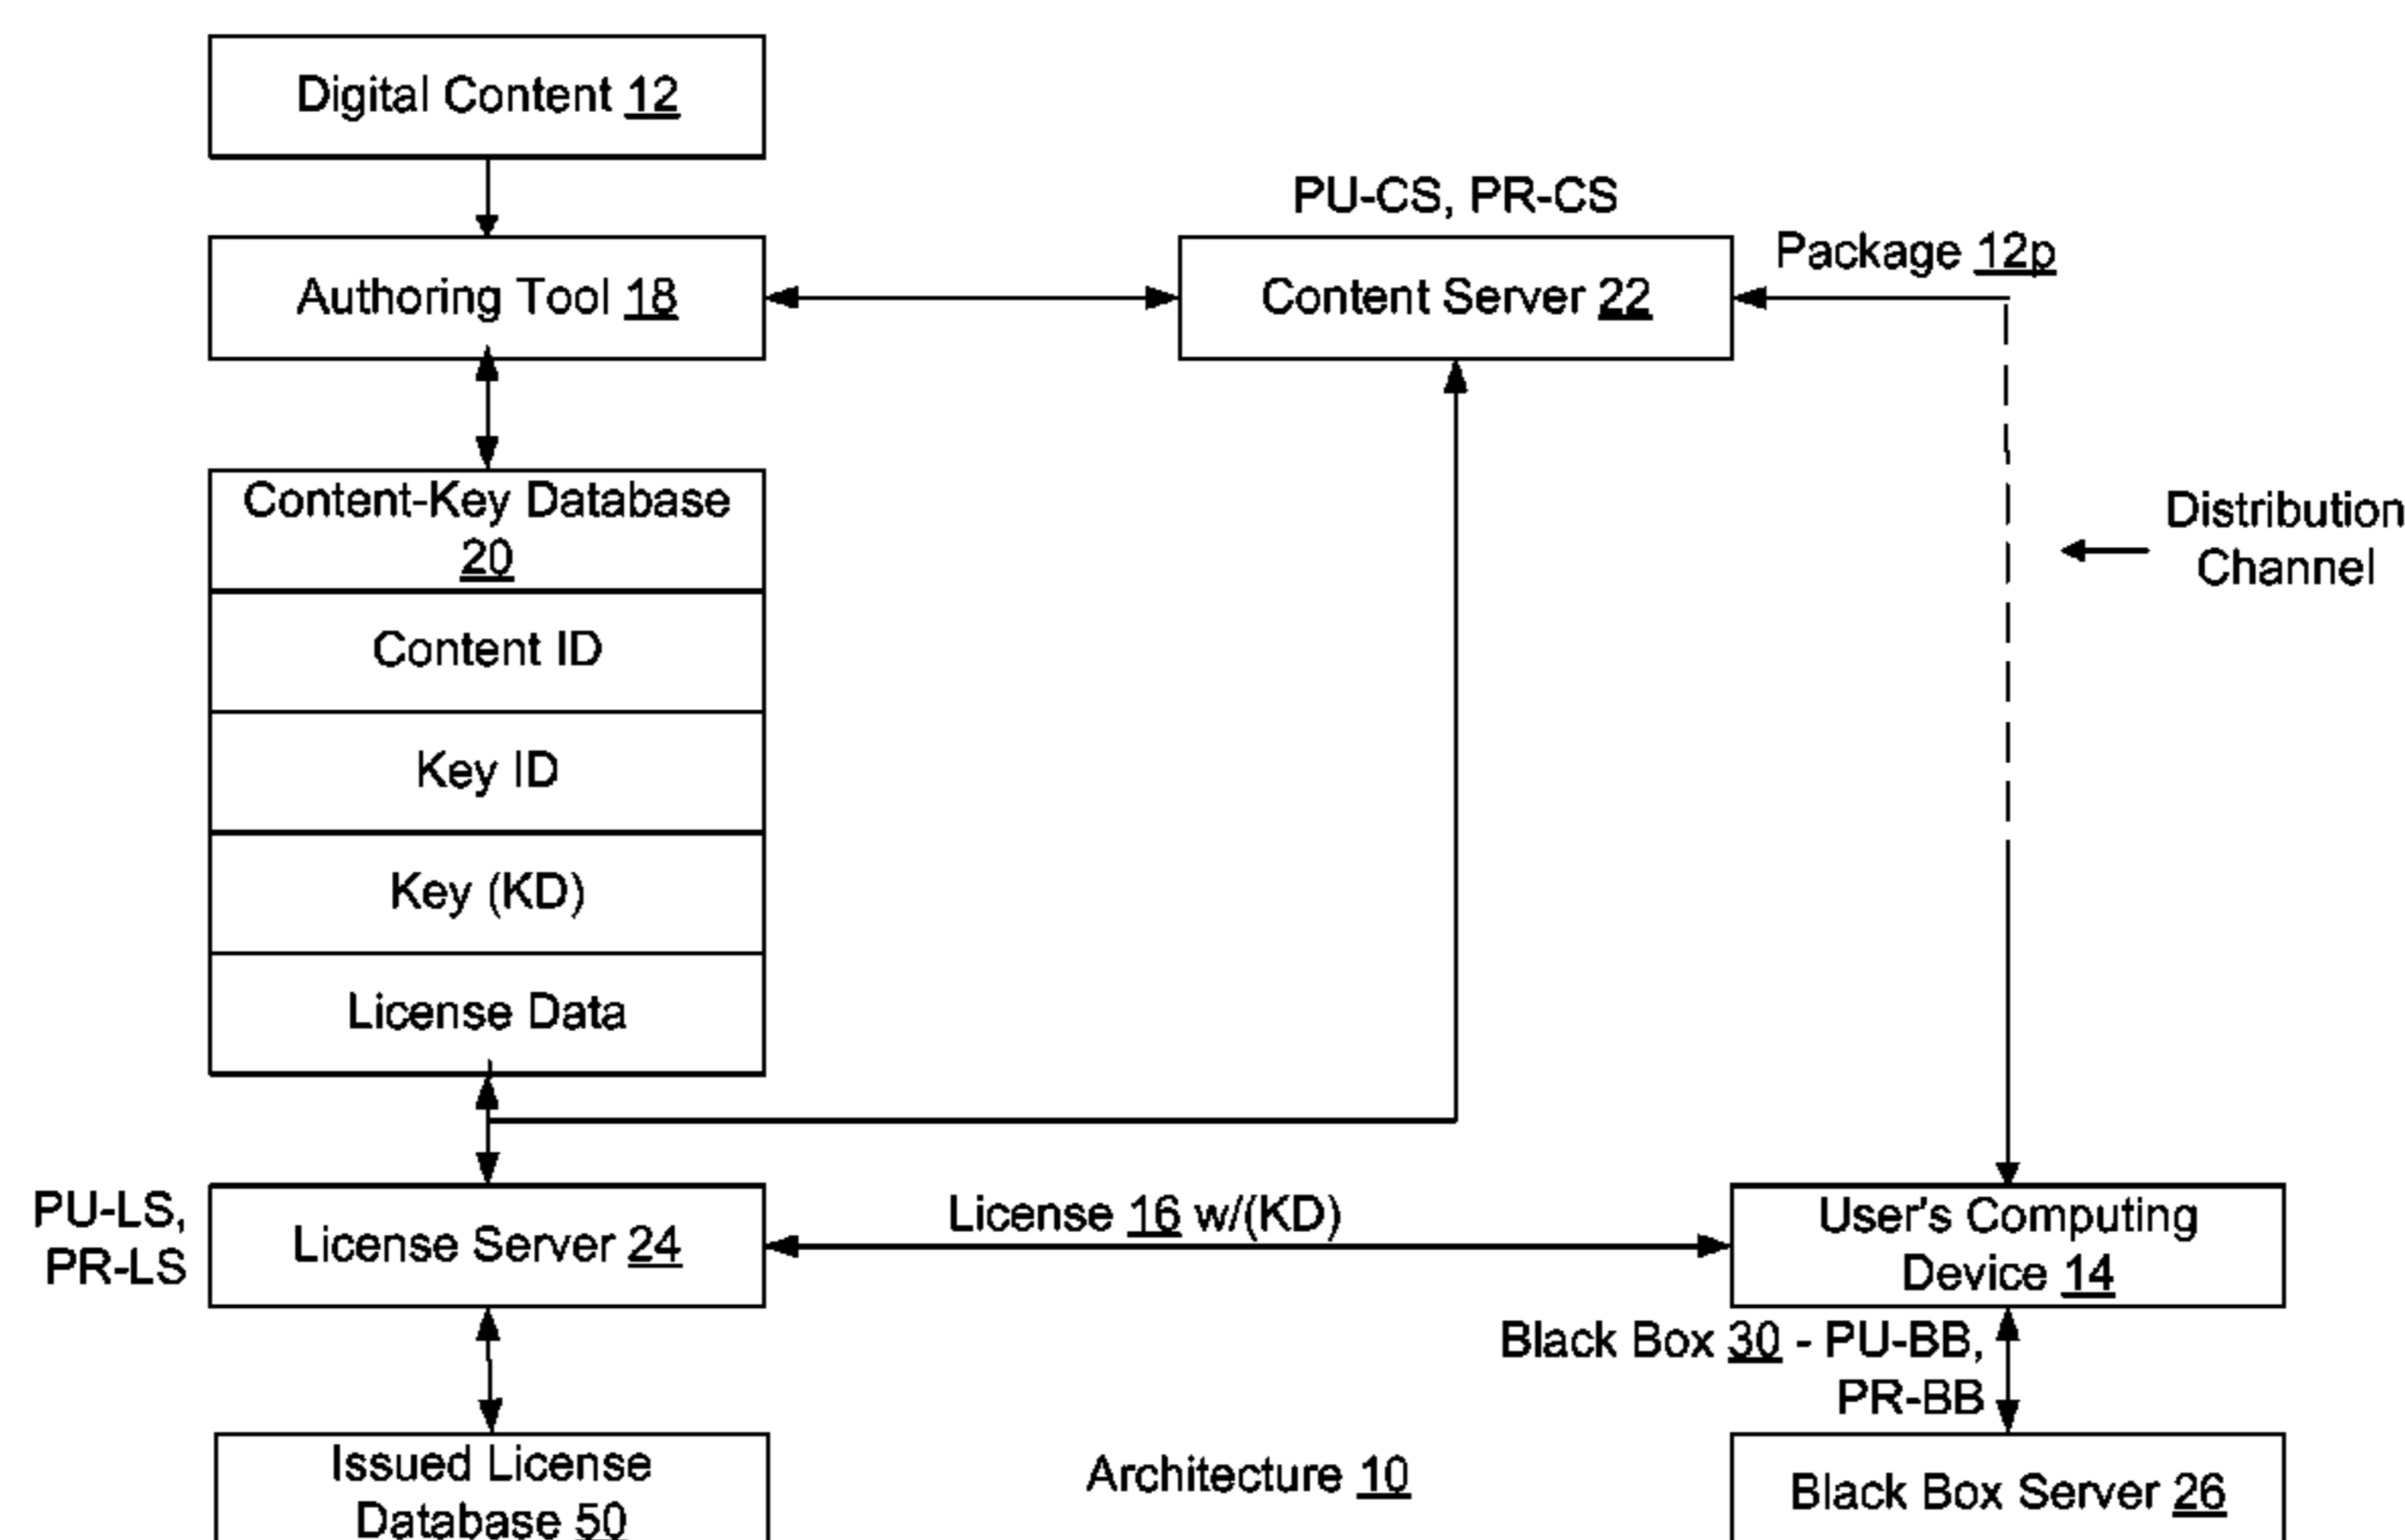 Digital Content 12
PU-CS, PR-CS
Authoring Tool 18
Content Server 22
Package 12p
Content-Key Database
20
Distribution
Channel
Content ID
Key ID
Key (KD)
License Data
PU-LS,
PR-LS
License Server 24
License 16 w/(KD)
User's Computing
Device 14
Black Box 30 - PU-BB,
PR-BB
Issued License
Database 50
Architecture 10
Black Box Server 26